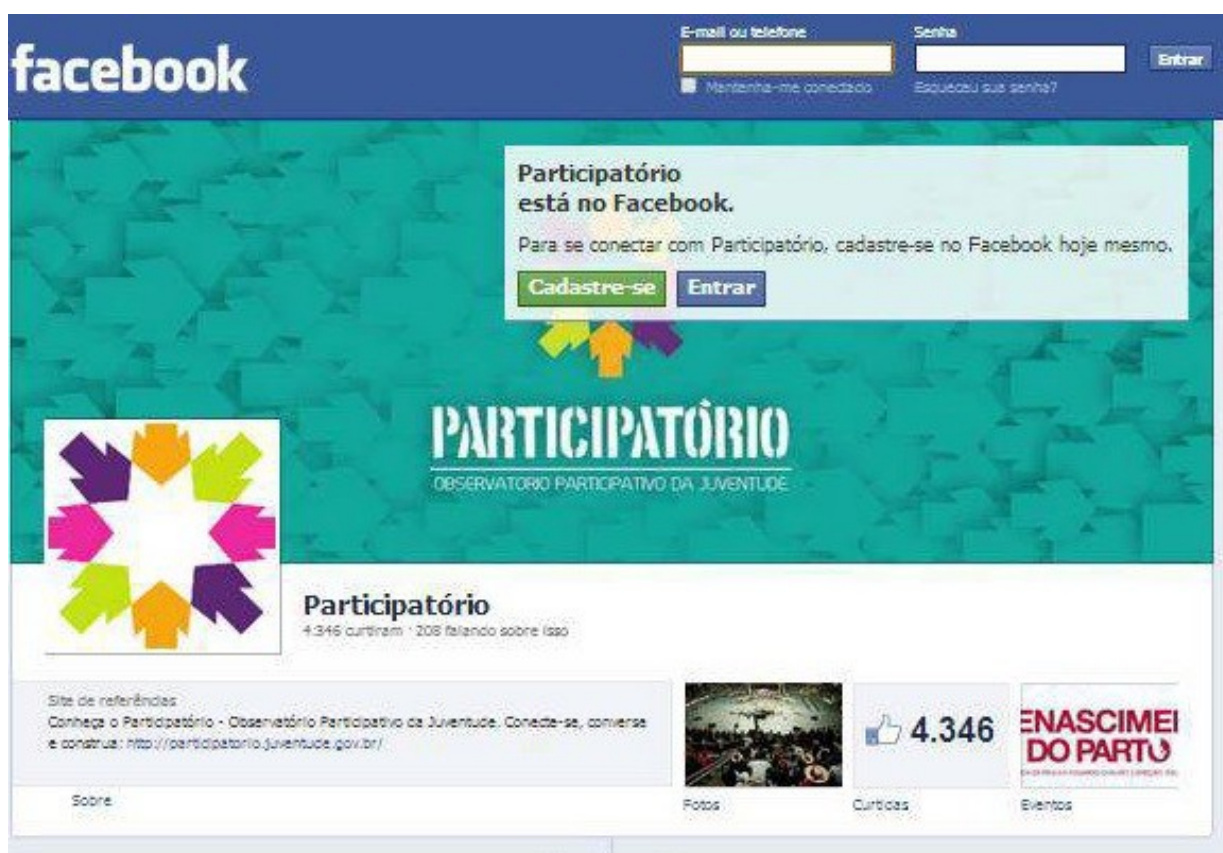 facebook
E-mail ou telefone
Senha
Entrar
Mantenha-me conectado
Esqueceu sua senha?
Participatório
está no Facebook.
Para se conectar com Participatório, cadastre-se no Facebook hoje mesmo.
Cadastre-se Entrar
PARTICIPATÓRIO
OBSERVATORIO PARTICIPATIVO DA JUVENTUDE
Participatório
4.346 curtiram · 208 falando sobre isso
Site de referências
Conheça o Participatório - Observatório Participativo da Juventude. Conecte-se, converse
e construa: http://participatorio.juventude.gov.br/
Sobre
Fotos
4.346
Curtidas
ENASCIME
DO PARTO
Eventos